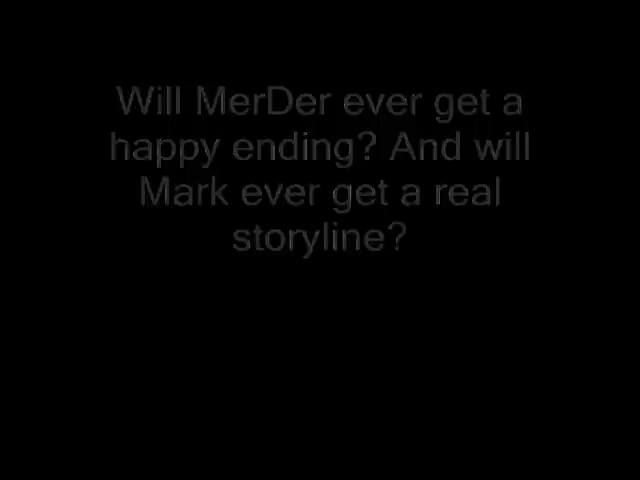 Will MerDer ever get a
happy ending? And will
Mark ever get a real
storyline?